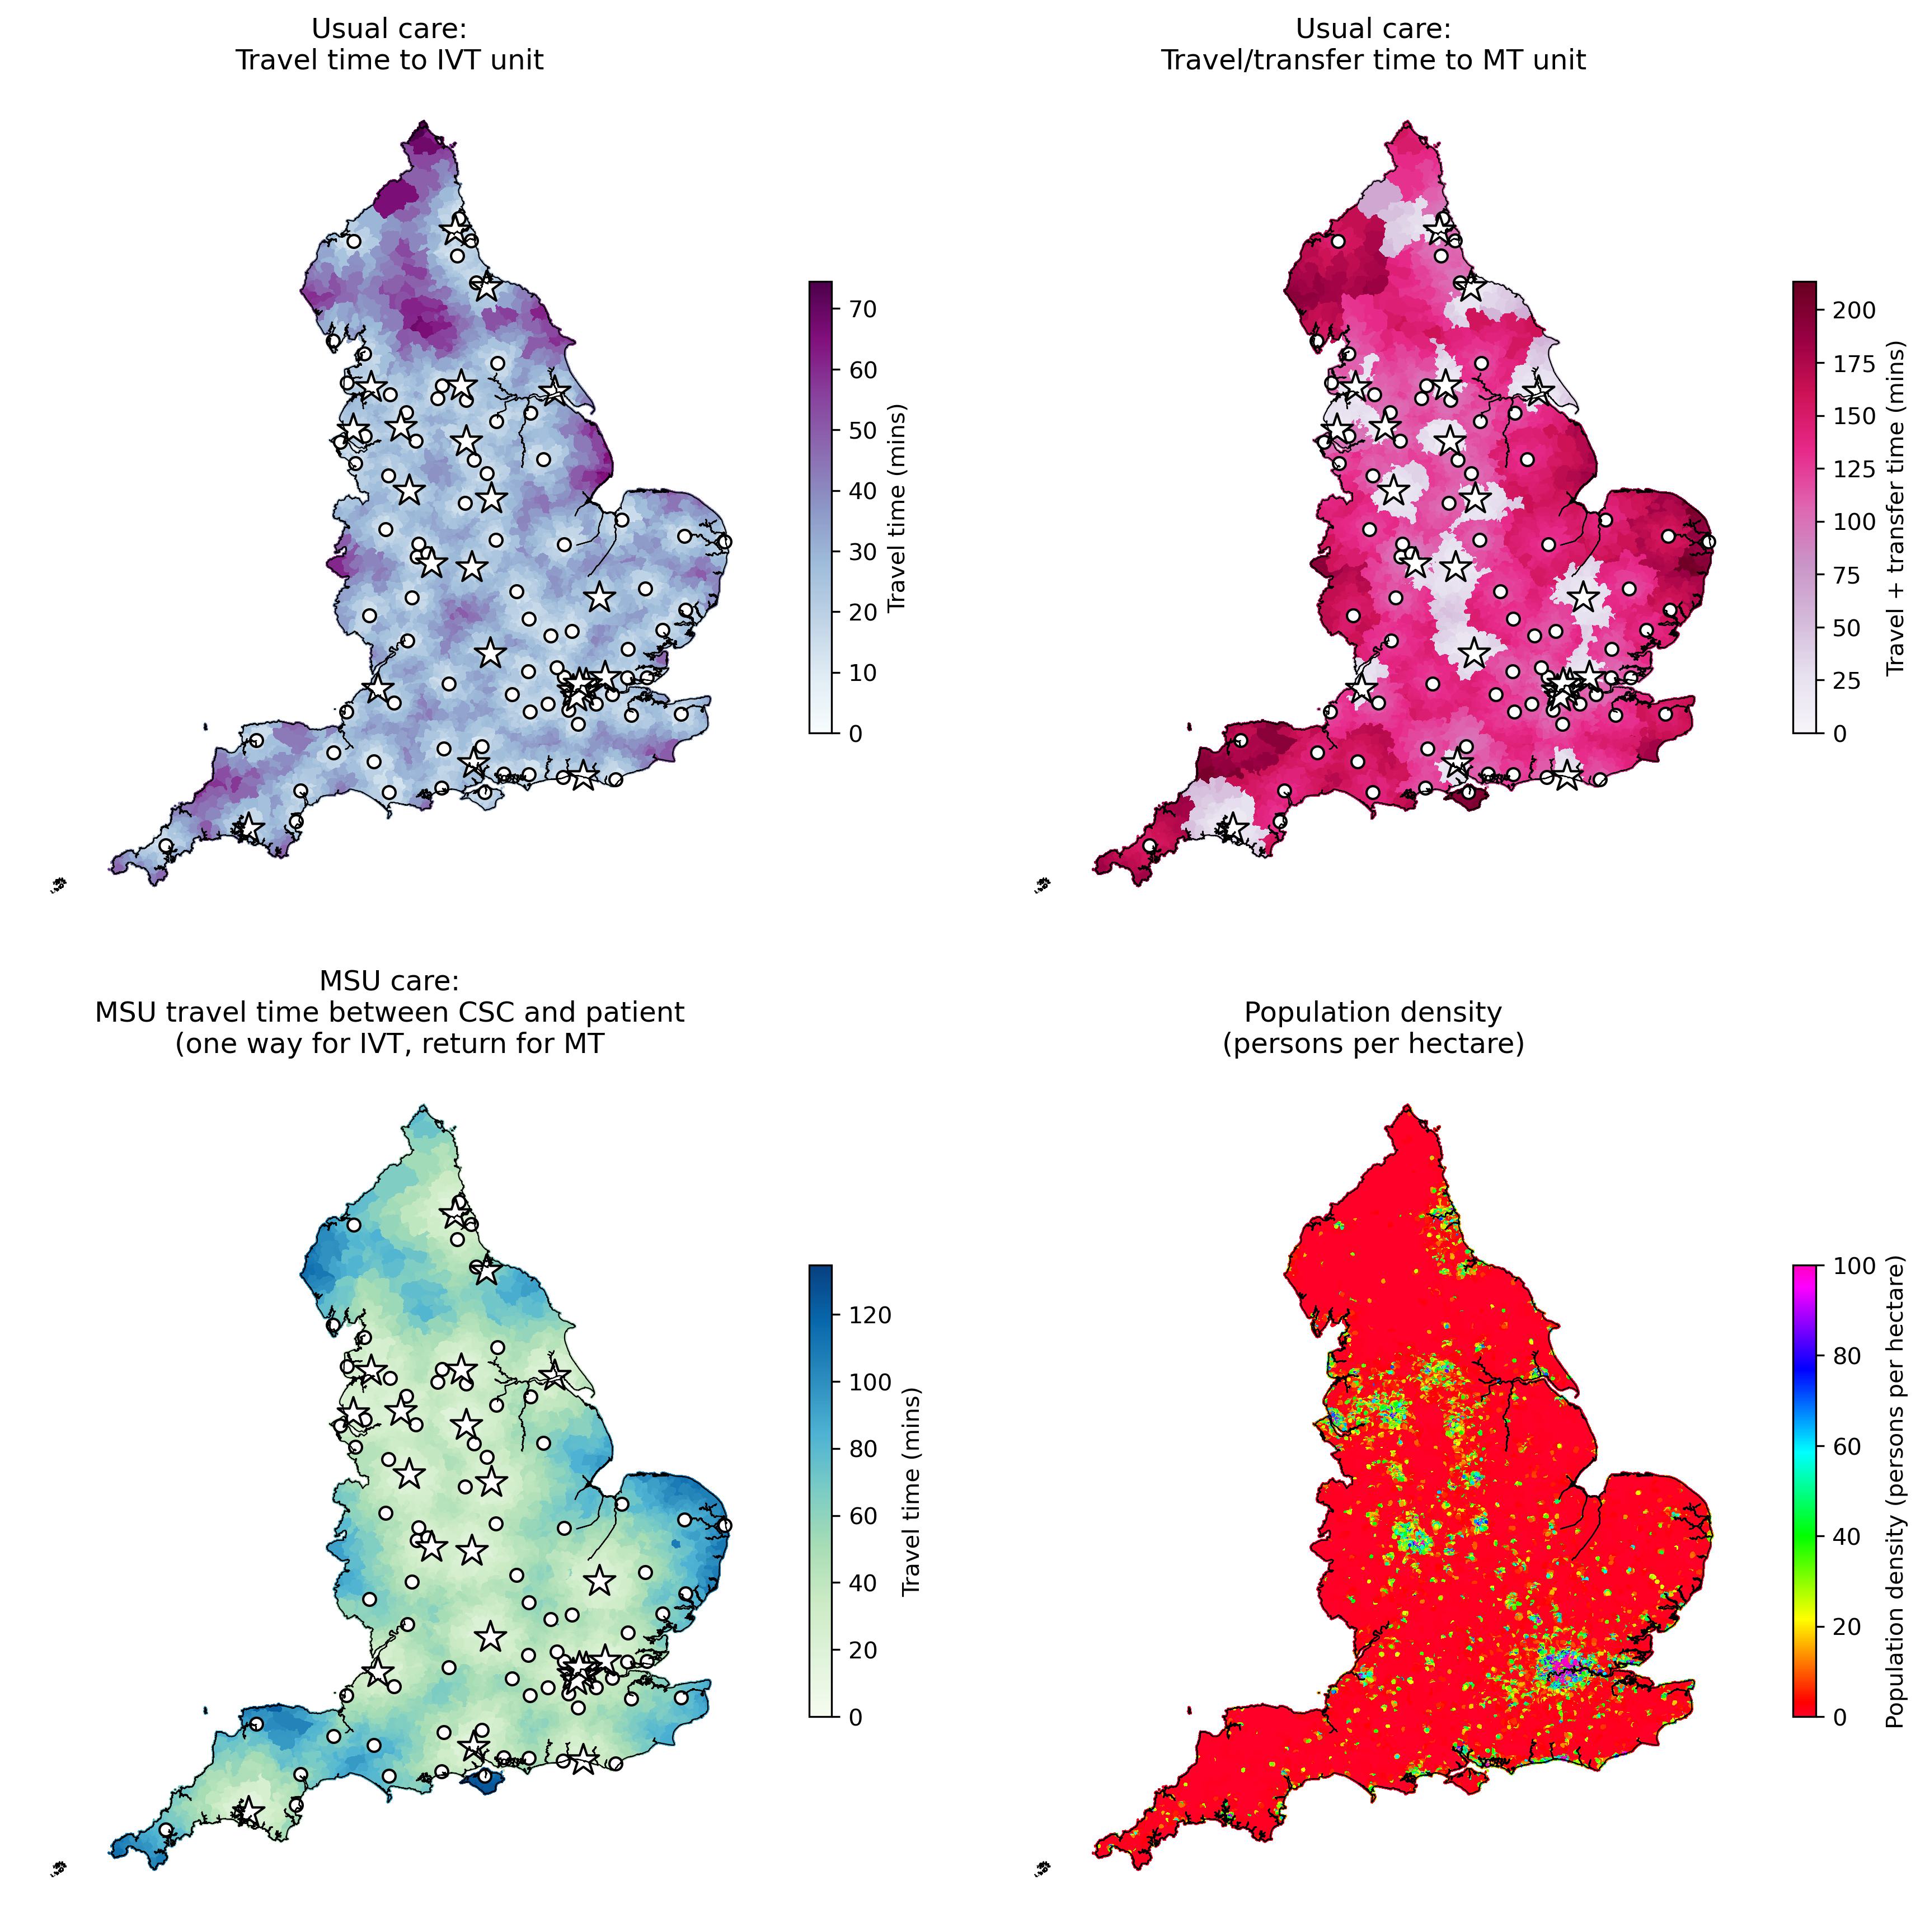 Usual care:
Travel time to IVT unit
Usual care:
Travel/transfer time to MT unit
70
60
50
40
30
20
10
0
Travel time (mins)
200
175
150
125
100
75
50
25
0
Travel + transfer time (mins)
MSU care:
MSU travel time between CSC and patient
(one way for IVT, return for MT
Population density
(persons per hectare)
120
100
80
60
40
20
0
Travel time (mins)
100
80
60
40
20
0
Population density (persons per hectare)